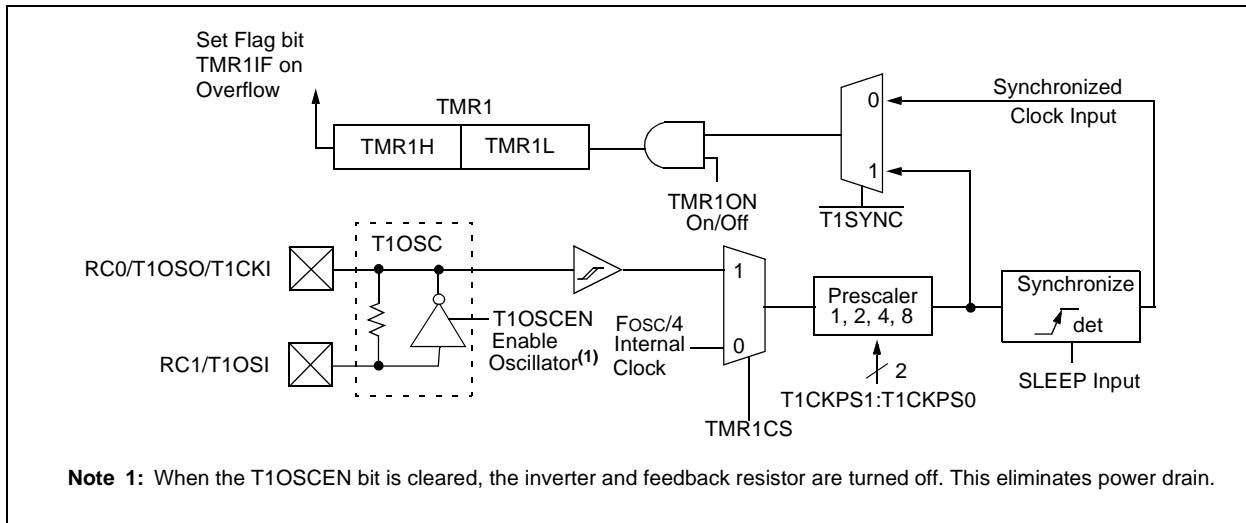 Set Flag bit
TMR1IF on
Overflow
TMR1
TMR1H
TMR1L
TMR1ON
On/Off
0
1
T1SYNC
Synchronized
Clock Input
RC0/T1OSO/T1CKI
RC1/T1OSI
T1OSC
T1OSCEN
Enable
Oscillator(1)
FOSC/4
Internal
Clock
1
0
TMR1CS
Prescaler
1, 2, 4, 8
2
T1CKPS1:T1CKPS0
Synchronize
det
SLEEP Input
Note 1: When the T1OSCEN bit is cleared, the inverter and feedback resistor are turned off. This eliminates power drain.